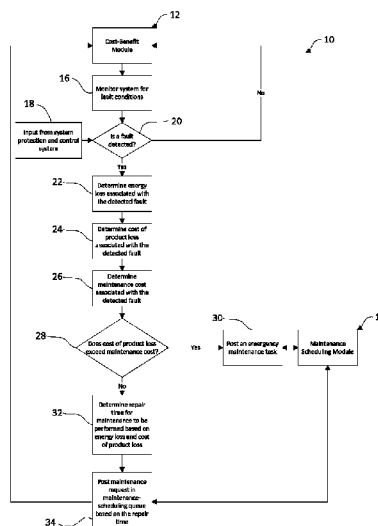 12
Cost-Benefit
Module
10
16
Monitor system for
fault conditions
18
20
No
Input from system
protection and control
system
Is a fault
detected?
Yes
22
Determine energy
loss associated with
the detected fault
24
Determine cost of
product loss
associated with the
detected fault
26
Determine
maintenance cost
associated with the
detected fault
28
Does cost of product loss
exceed maintenance cost?
Yes
30
Post an emergency
maintenance task
1
Maintenance
Scheduling Module
No
32
Determine repair
time for
maintenance to be
performed based on
energy loss and cost
of product loss
Post maintenance
request in
maintenance-
scheduling queue
based on the repair
time
34